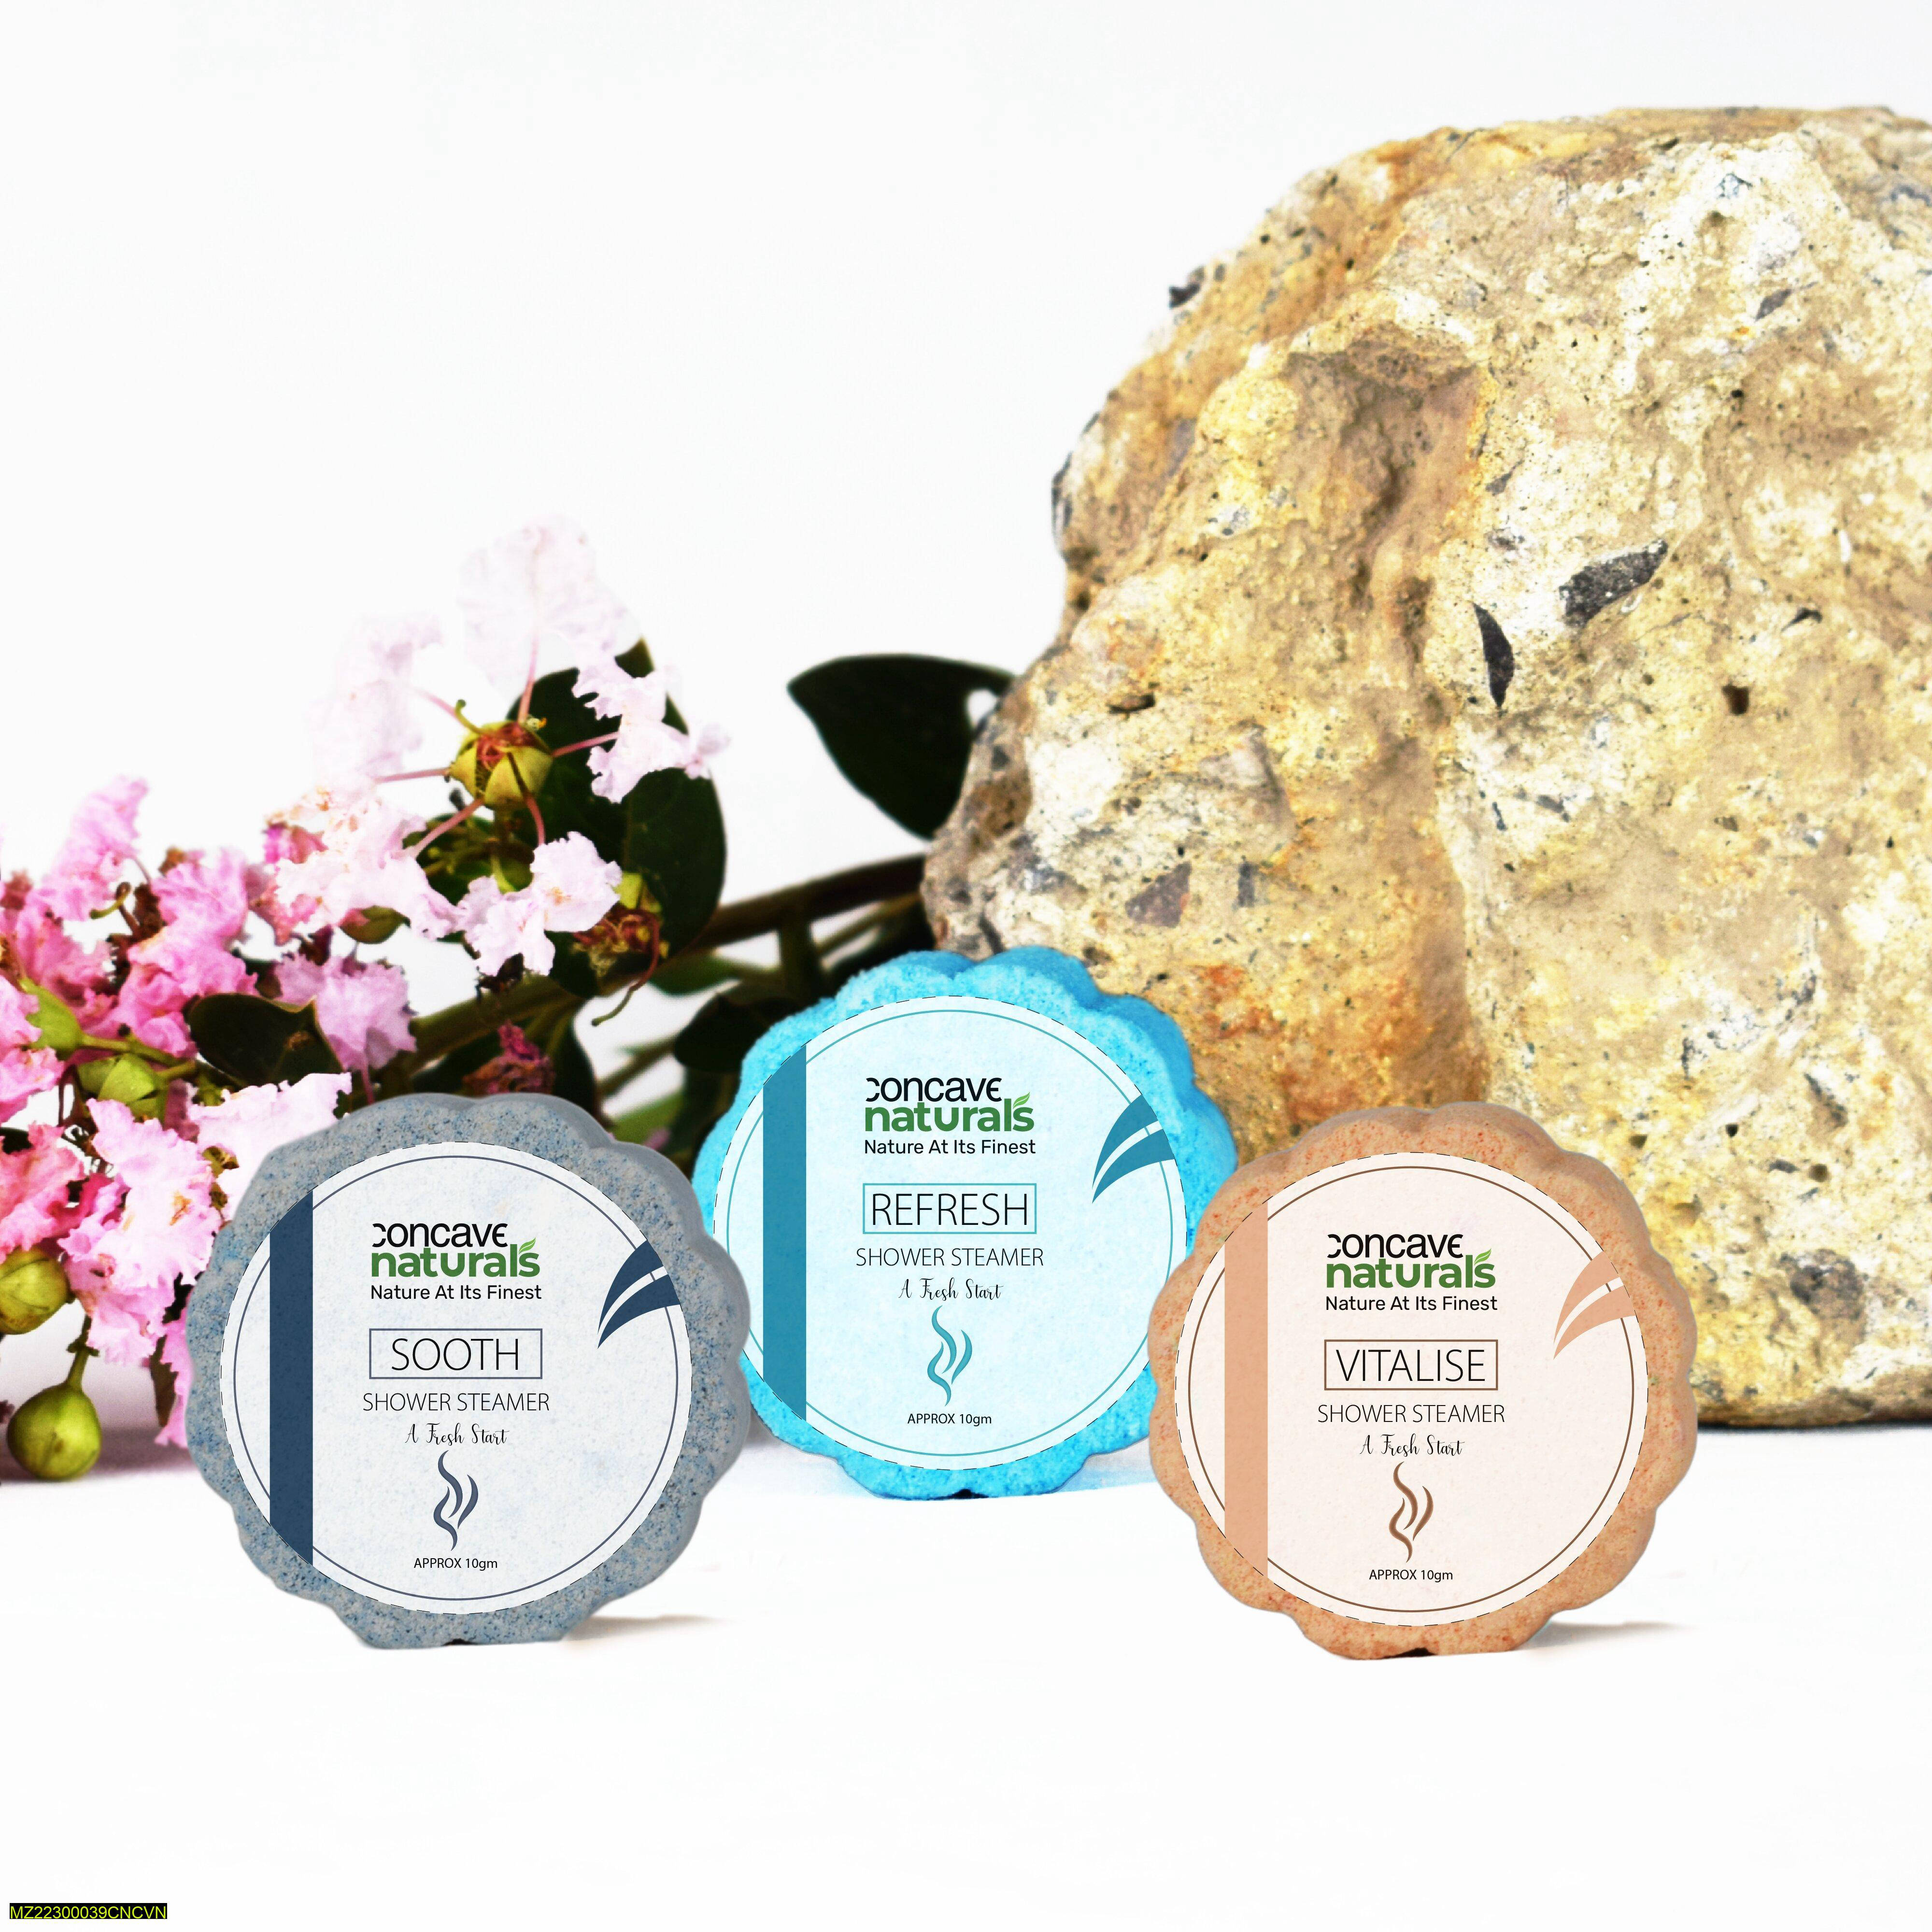 concave
naturals
Nature At Its Finest
SOOTH
SHOWER STEAMER
A Fresh Start
APPROX 10gm
concave
naturals
Nature At Its Finest
REFRESH
SHOWER STEAMER
A Fresh Start
APPROX 10gm
concave
naturals
Nature At Its Finest
VITALISE
SHOWER STEAMER
A Fresh Start
APPROX 10gm
MZ22300039CNCVN